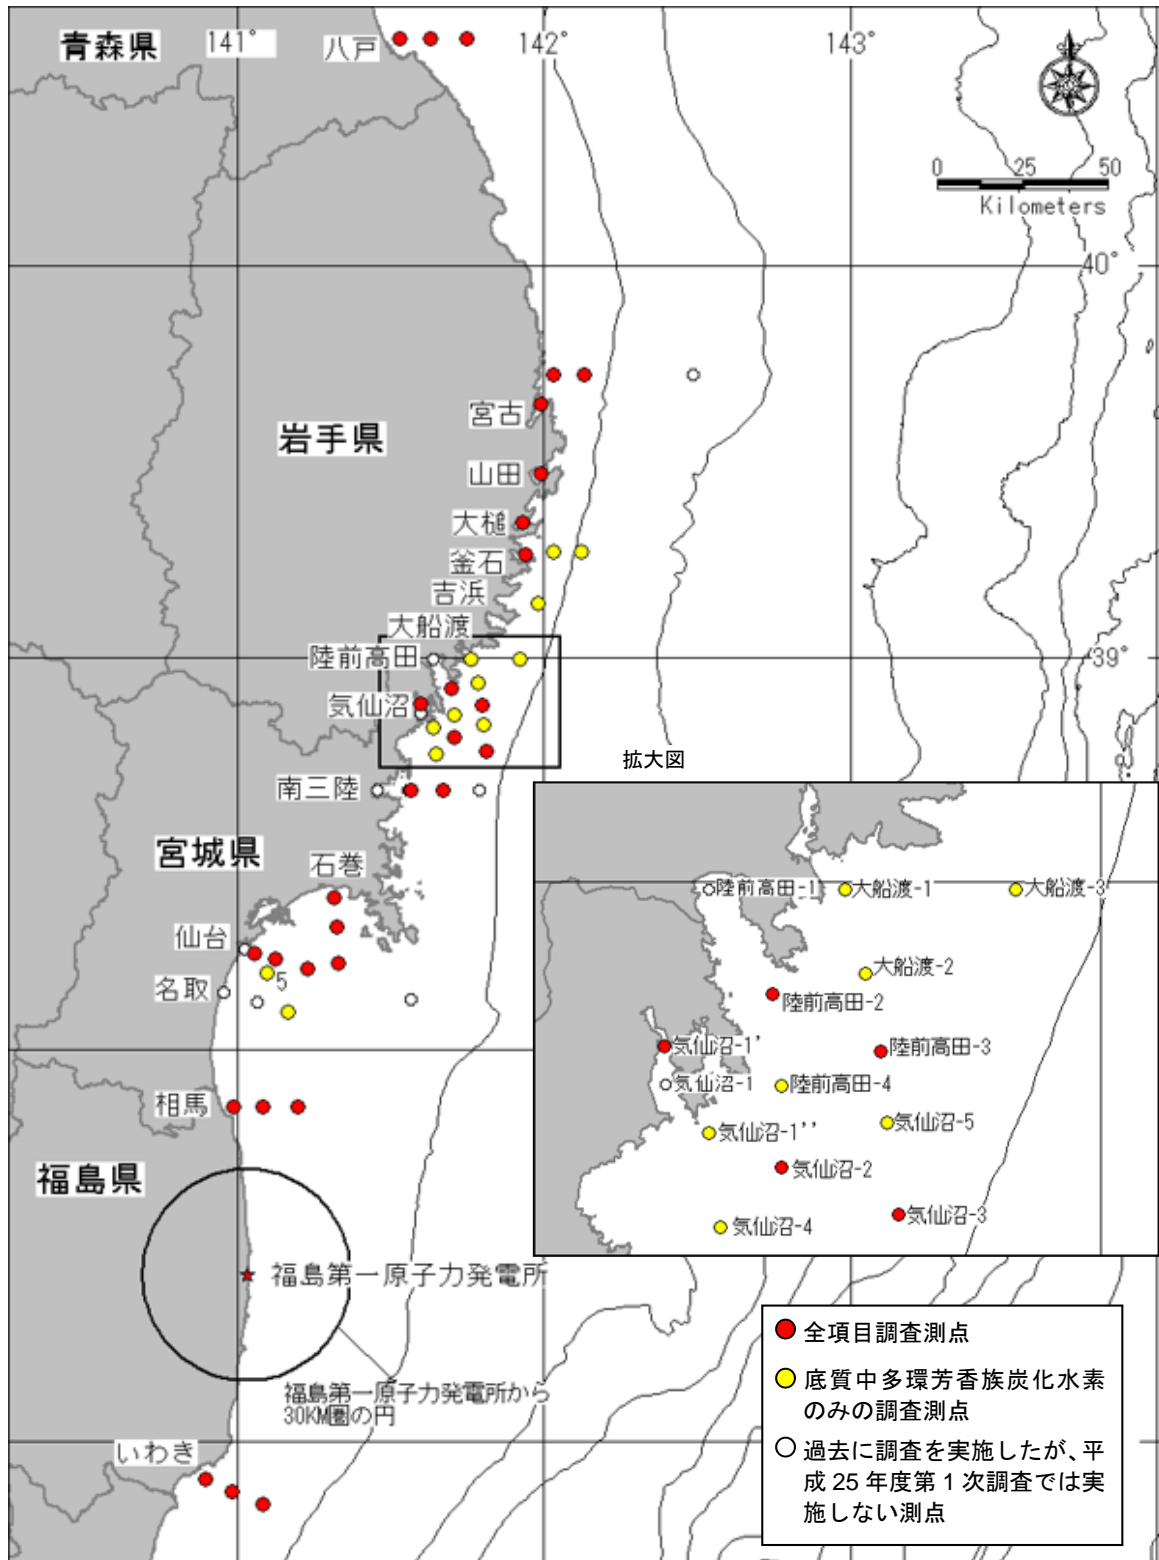 青森県
141°
八戸
142°
143°
0 25 50
Kilometers
40°
宮古
岩手県
山田
大槌
釜石
吉浜
大船渡
陸前高田
39°
気仙沼
拡大図
南三陸
宮城県
石巻
仙台
5
名取
相馬
福島県
福島第一原子力発電所
福島第一原子力発電所から
30KM圏の円
いわき
陸前高田-1
大船渡-1
大船渡-3
大船渡-2
陸前高田-2
気仙沼-1'
陸前高田-3
気仙沼-1
陸前高田-4
気仙沼-1''
気仙沼-5
気仙沼-2
気仙沼-3
気仙沼-4
全項目調査測点
底質中多環芳香族炭化水素
のみの調査測点
過去に調査を実施したが、平
成 25 年度第 1 次調査では実
施しない測点